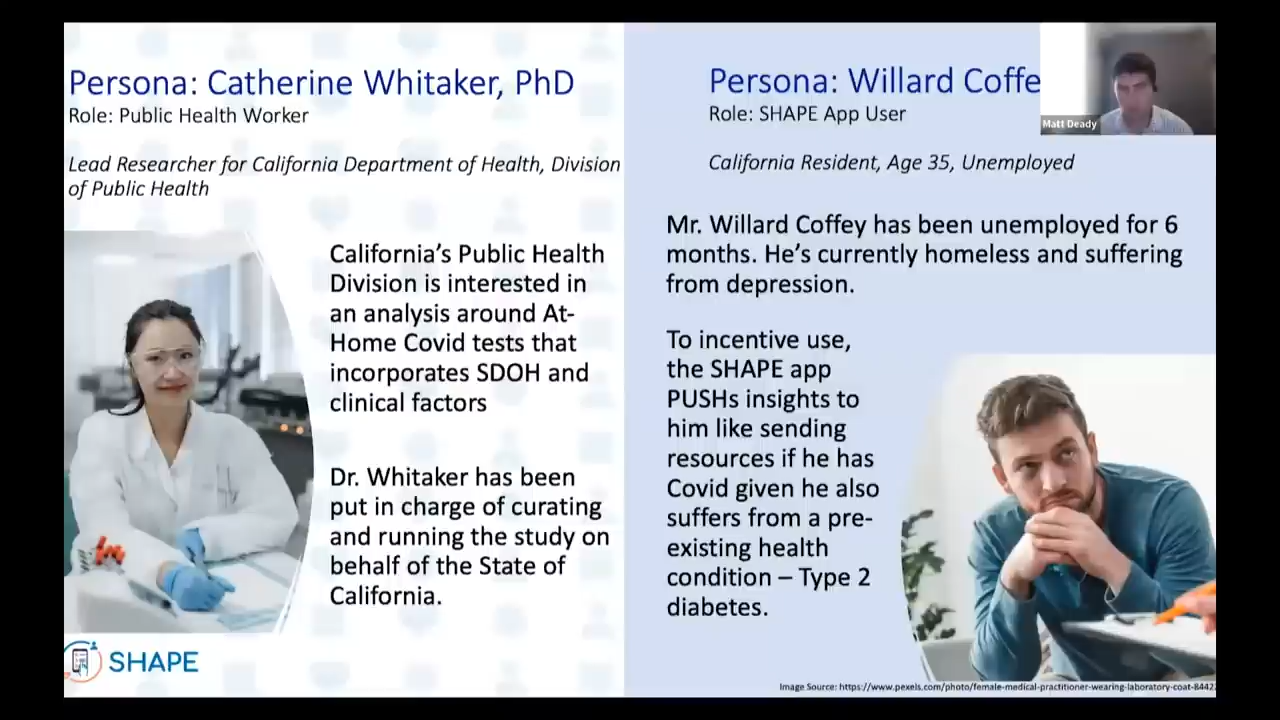 Persona: Catherine Whitaker, PhD
Role: Public Health Worker
Lead Researcher for California Department of Health, Division
of Public Health
California's Public Health
Division is interested in
an analysis around At-
Home Covid tests that
incorporates SDOH and
clinical factors
Dr. Whitaker has been
put in charge of curating
and running the study on
behalf of the State of
California.
SHAPE
Persona: Willard Coffe
Role: SHAPE App User
California Resident, Age 35, Unemployed
Mr. Willard Coffey has been unemployed for 6
months. He's currently homeless and suffering
from depression.
To incentive use,
the SHAPE app
PUSHs insights to
him like sending
resources if he has
Covid given he also
suffers from a pre-
existing health
condition – Type 2
diabetes.
Image Source: https://www.pexels.com/photo/female-medical-practitioner-wearing-laboratory-coat-8442
Matt Deady